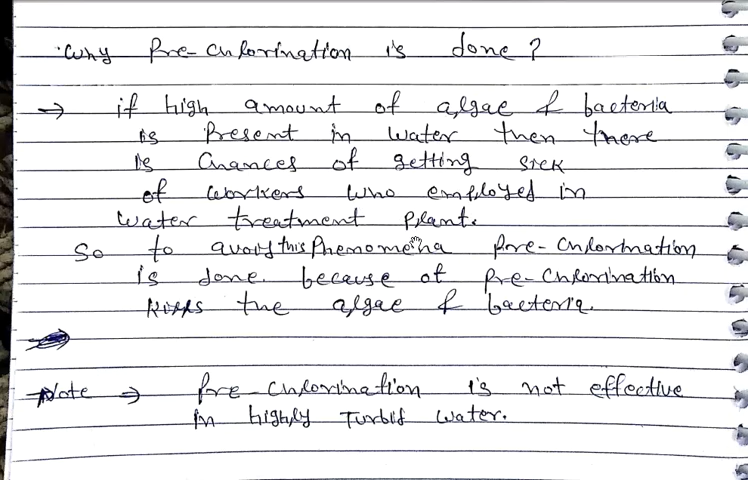 Why Pre-chlorination is done?
→ if high amount of algae & bacteria
is Present in water then there
is chances of getting sick
of workers who employed in
water treatment plant.
So to avoid this Phenomena Pre-chlorination
is done. because of Pre-chlorination
kills the algae & bacteria.
Note → Pre-chlorination is not effective
in highly Turbid water.